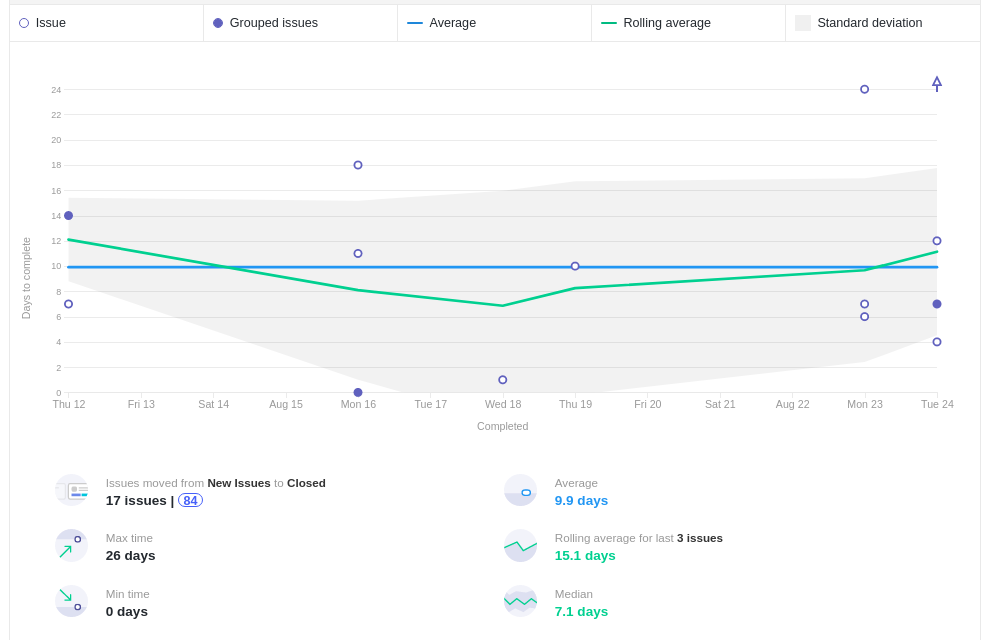 Issue
Grouped issues
Average
Rolling average
Standard deviation
24
22
20
18
16
14
12
10
8
6
4
2
0
Days to complete
Thu 12
Fri 13
Sat 14
Aug 15
Mon 16
Tue 17
Wed 18
Thu 19
Fri 20
Sat 21
Aug 22
Mon 23
Tue 24
Completed
Issues moved from New Issues to Closed
17 issues | 84
Average
9.9 days
Max time
26 days
Rolling average for last 3 issues
15.1 days
Min time
0 days
Median
7.1 days